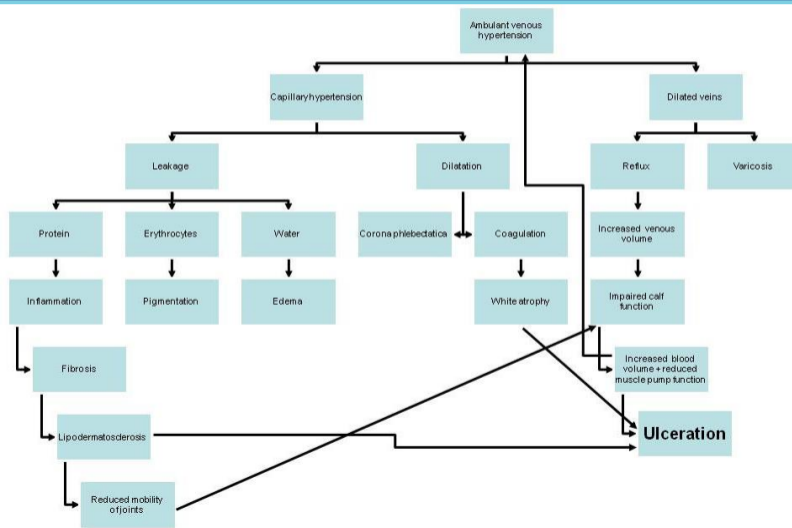 Ambulant venous
hypertension
Capillary hypertension
Dilated veins
Leakage
Dilatation
Reflux
Varicosis
Protein
Erythrocytes
Water
Corona phlebectatica
Coagulation
Increased venous
volume
Inflammation
Pigmentation
Edema
White atrophy
Impaired calf
function
Fibrosis
Increased blood
volume + reduced
muscle pump function
Lipodermatosclerosis
Ulceration
Reduced mobility
of joints